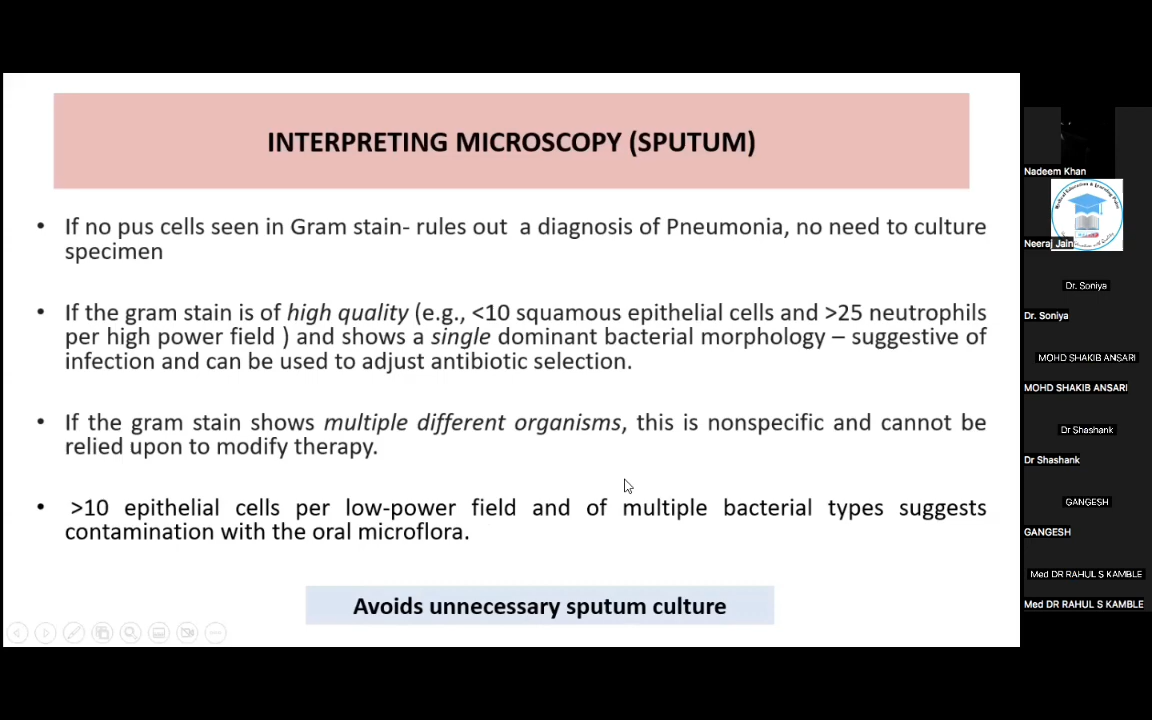 INTERPRETING MICROSCOPY (SPUTUM)
• If no pus cells seen in Gram stain- rules out a diagnosis of Pneumonia, no need to culture
specimen
• If the gram stain is of high quality (e.g., <10 squamous epithelial cells and >25 neutrophils
per high power field ) and shows a single dominant bacterial morphology – suggestive of
infection and can be used to adjust antibiotic selection.
• If the gram stain shows multiple different organisms, this is nonspecific and cannot be
relied upon to modify therapy.
• >10 epithelial cells per low-power field and of multiple bacterial types suggests
contamination with the oral microflora.
Avoids unnecessary sputum culture
Nadeem Khan
Neeraj Jain
Dr. Soniya
Dr. Soniya
MOHD SHAKIB ANSARI
MOHD SHAKIB ANSARI
Dr Shashank
Dr Shashank
GANGESH
GANGESH
Med DR RAHUL S KAMBLE
Med DR RAHUL S KAMBLE